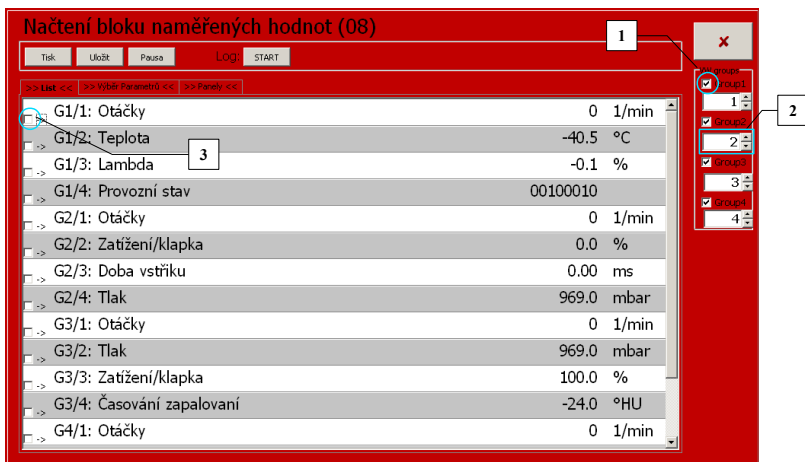 Načtení bloku naměřených hodnot (08)
Tisk Uložit Pausa Log: START
>> List << >> Výběr Parametrů << >> Panely <<
G1/1: Otáčky 0 1/min
-> G1/2: Teplota -40.5 °C
-> G1/3: Lambda -0.1 %
-> G1/4: Provozní stav 00100010
-> G2/1: Otáčky 0 1/min
-> G2/2: Zatížení/klapka 0.0 %
-> G2/3: Doba vstřiku 0.00 ms
-> G2/4: Tlak 969.0 mbar
-> G3/1: Otáčky 0 1/min
-> G3/2: Tlak 969.0 mbar
-> G3/3: Zatížení/klapka 100.0 %
-> G3/4: Časování zapalovaní -24.0 °HU
-> G4/1: Otáčky 0 1/min
->
1
2
3
Group1
1
Group2
2
Group3
3
Group4
4